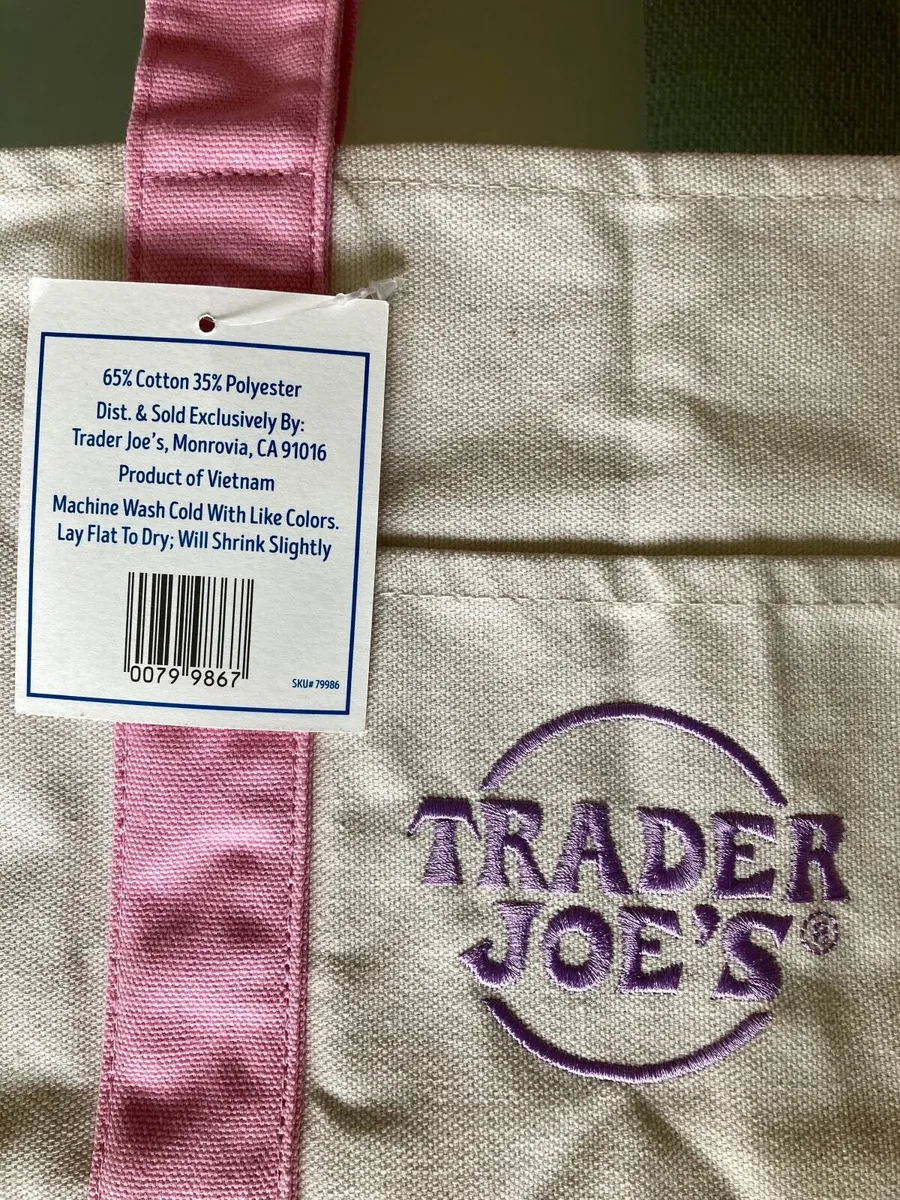 65% Cotton 35% Polyester
Dist. & Sold Exclusively By:
Trader Joe's, Monrovia, CA 91016
Product of Vietnam
Machine Wash Cold With Like Colors.
Lay Flat To Dry; Will Shrink Slightly
0079 9867
SKU# 79986
TRADER
JOE'S®